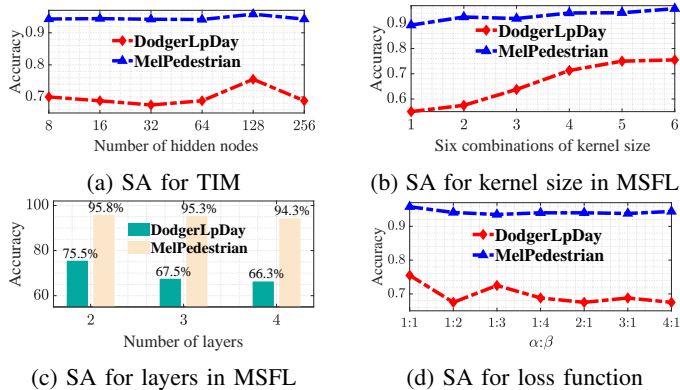 0.9
0.8
0.7
Accuracy
DodgerLpDay
MelPedestrian
8 16 32 64 128 256
Number of hidden nodes
(a) SA for TIM
0.9
0.8
0.7
0.6
Accuracy
DodgerLpDay
MelPedestrian
1 2 3 4 5 6
Six combinations of kernel size
(b) SA for kernel size in MSFL
100
80
60
Accuracy
95.8% 95.3% 94.3%
DodgerLpDay
MelPedestrian
75.5% 67.5% 66.3%
2 3 4
Number of layers
(c) SA for layers in MSFL
0.9
0.8
0.7
Accuracy
DodgerLpDay
MelPedestrian
1:1 1:2 1:3 1:4 2:1 3:1 4:1
α:β
(d) SA for loss function